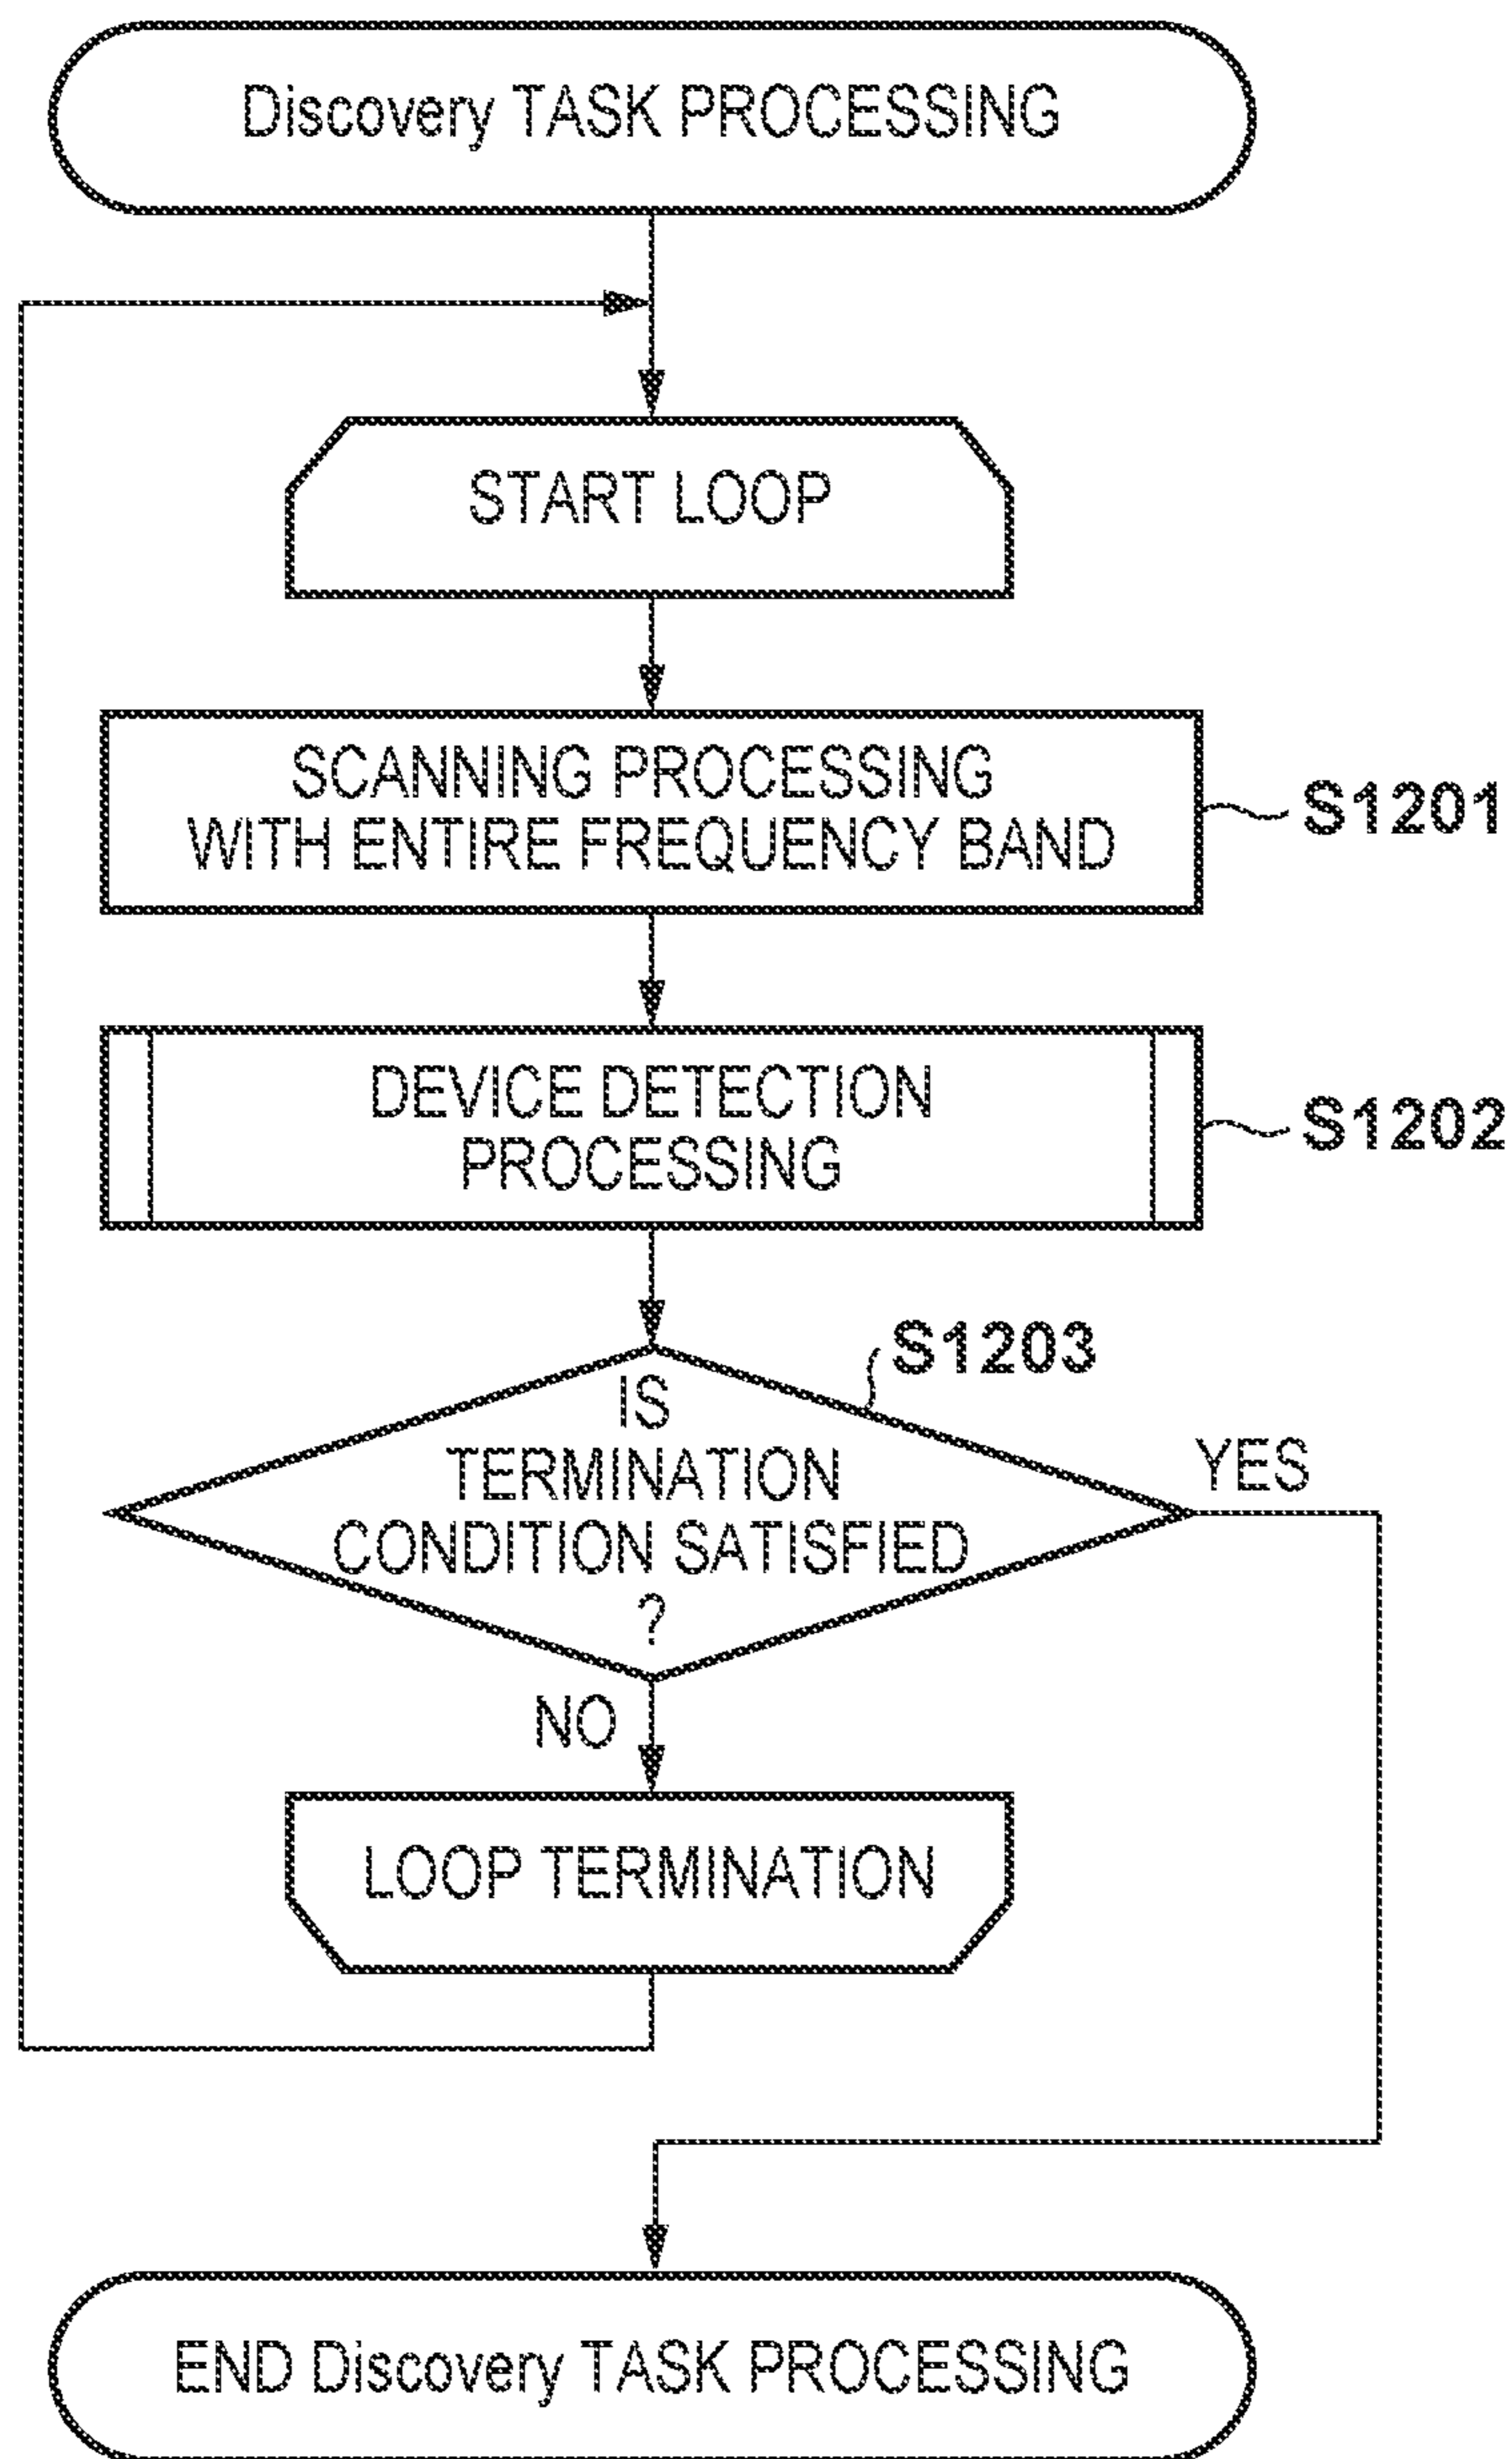 Discovery TASK PROCESSING
START LOOP
SCANNING PROCESSING
WITH ENTIRE FREQUENCY BAND
S1201
DEVICE DETECTION
PROCESSING
S1202
S1203
IS
TERMINATION
CONDITION SATISFIED
?
YES
NO
LOOP TERMINATION
END Discovery TASK PROCESSING